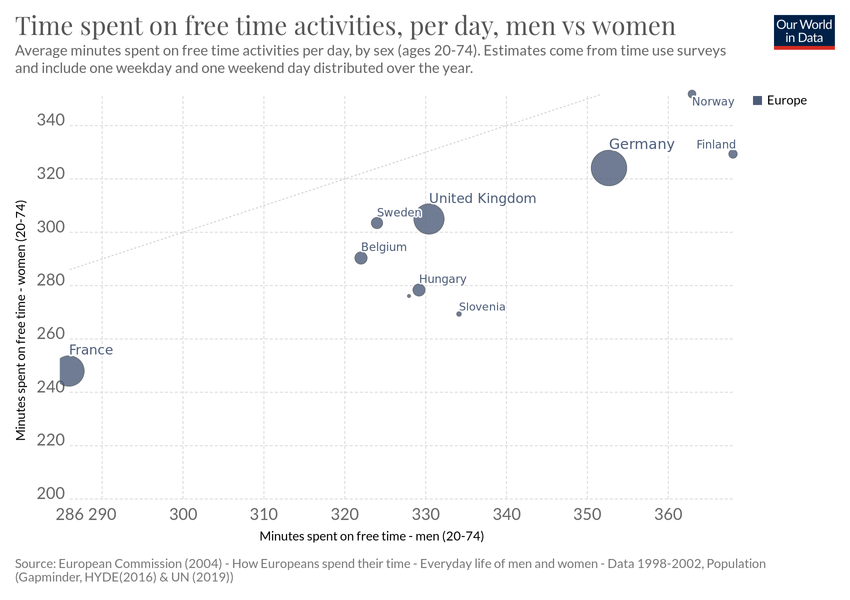 Time spent on free time activities, per day, men vs women
Our World
in Data
Average minutes spent on free time activities per day, by sex (ages 20-74). Estimates come from time use surveys
and include one weekday and one weekend day distributed over the year.
Europe
Norway
340
Germany
Finland
320
United Kingdom
Sweden
300
Belgium
280
Hungary
Slovenia
260
France
240
220
200
Minutes spent on free time - women (20-74)
286 290 300 310 320 330 340 350 360
Minutes spent on free time - men (20-74)
Source: European Commission (2004) - How Europeans spend their time - Everyday life of men and women - Data 1998-2002, Population
(Gapminder, HYDE(2016) & UN (2019))